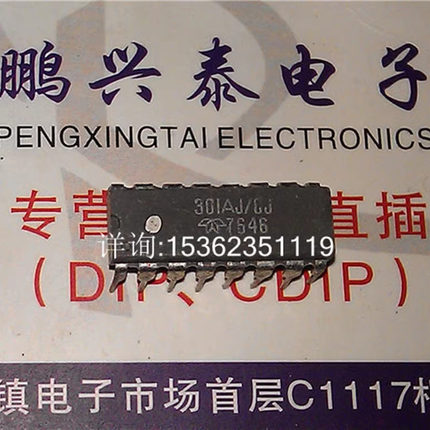 鹏兴泰电子
PENGXINGTAI ELECTRONICS
301AJ/GJ
7646
专营 直插
详询:15362351119
(DIP、CDIP)
镇电子市场首层C1117柜